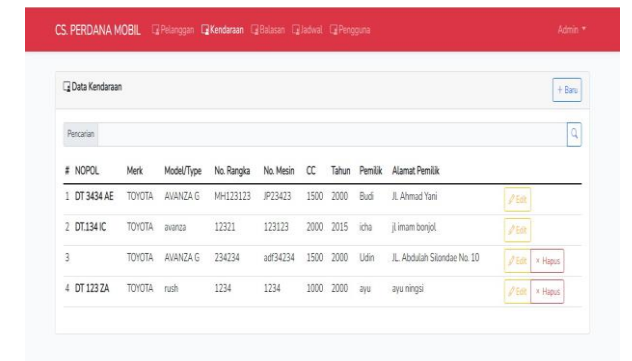 CS. PERDANA MOBIL Pelanggan Kendaraan Balasan Jadwal Pengguna Admin
Data Kendaraan + Baru
Pencarian
# NOPOL Merk Model/Type No. Rangka No. Mesin CC Tahun Pemilik Alamat Pemilik
1 DT 3434 AE TOYOTA AVANZA G MH123123 JP23423 1500 2000 Budi Jl. Ahmad Yani Edit
2 DT.134 IC TOYOTA avanza 12321 123123 2000 2015 icha jl imam bonjol Edit
3 TOYOTA AVANZA G 234234 adf34234 1500 2000 Udin JL. Abdulah Silondae No. 10 Edit × Hapus
4 DT 123 ZA TOYOTA rush 1234 1234 1000 2000 ayu ayu ningsi Edit × Hapus